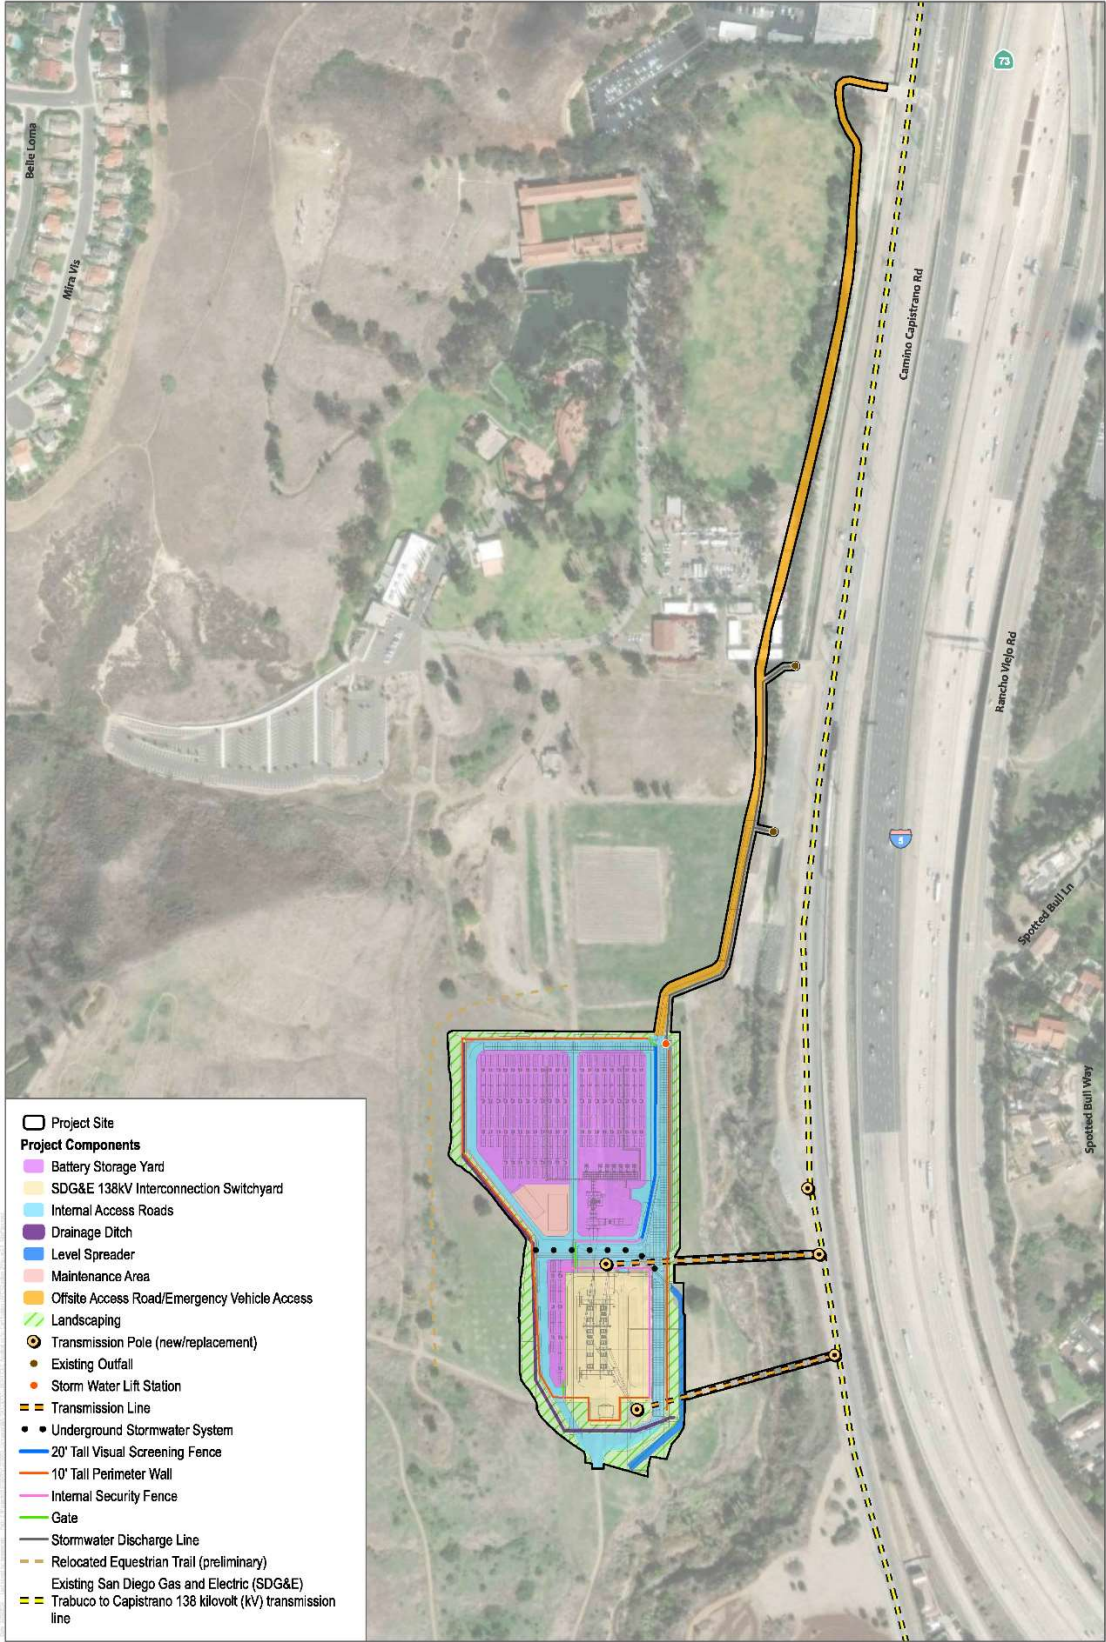 73
Belle Loma
Mira Vis
Camino Capistrano Rd
Rancho Viejo Rd
5
Spotted Bull Ln
Spotted Bull Way
Project Site
Project Components
Battery Storage Yard
SDG&E 138kV Interconnection Switchyard
Internal Access Roads
Drainage Ditch
Level Spreader
Maintenance Area
Offsite Access Road/Emergency Vehicle Access
Landscaping
Transmission Pole (new/replacement)
Existing Outfall
Storm Water Lift Station
Transmission Line
Underground Stormwater System
20' Tall Visual Screening Fence
10' Tall Perimeter Wall
Internal Security Fence
Gate
Stormwater Discharge Line
Relocated Equestrian Trail (preliminary)
Existing San Diego Gas and Electric (SDG&E)
Trabuco to Capistrano 138 kilovolt (kV) transmission
line